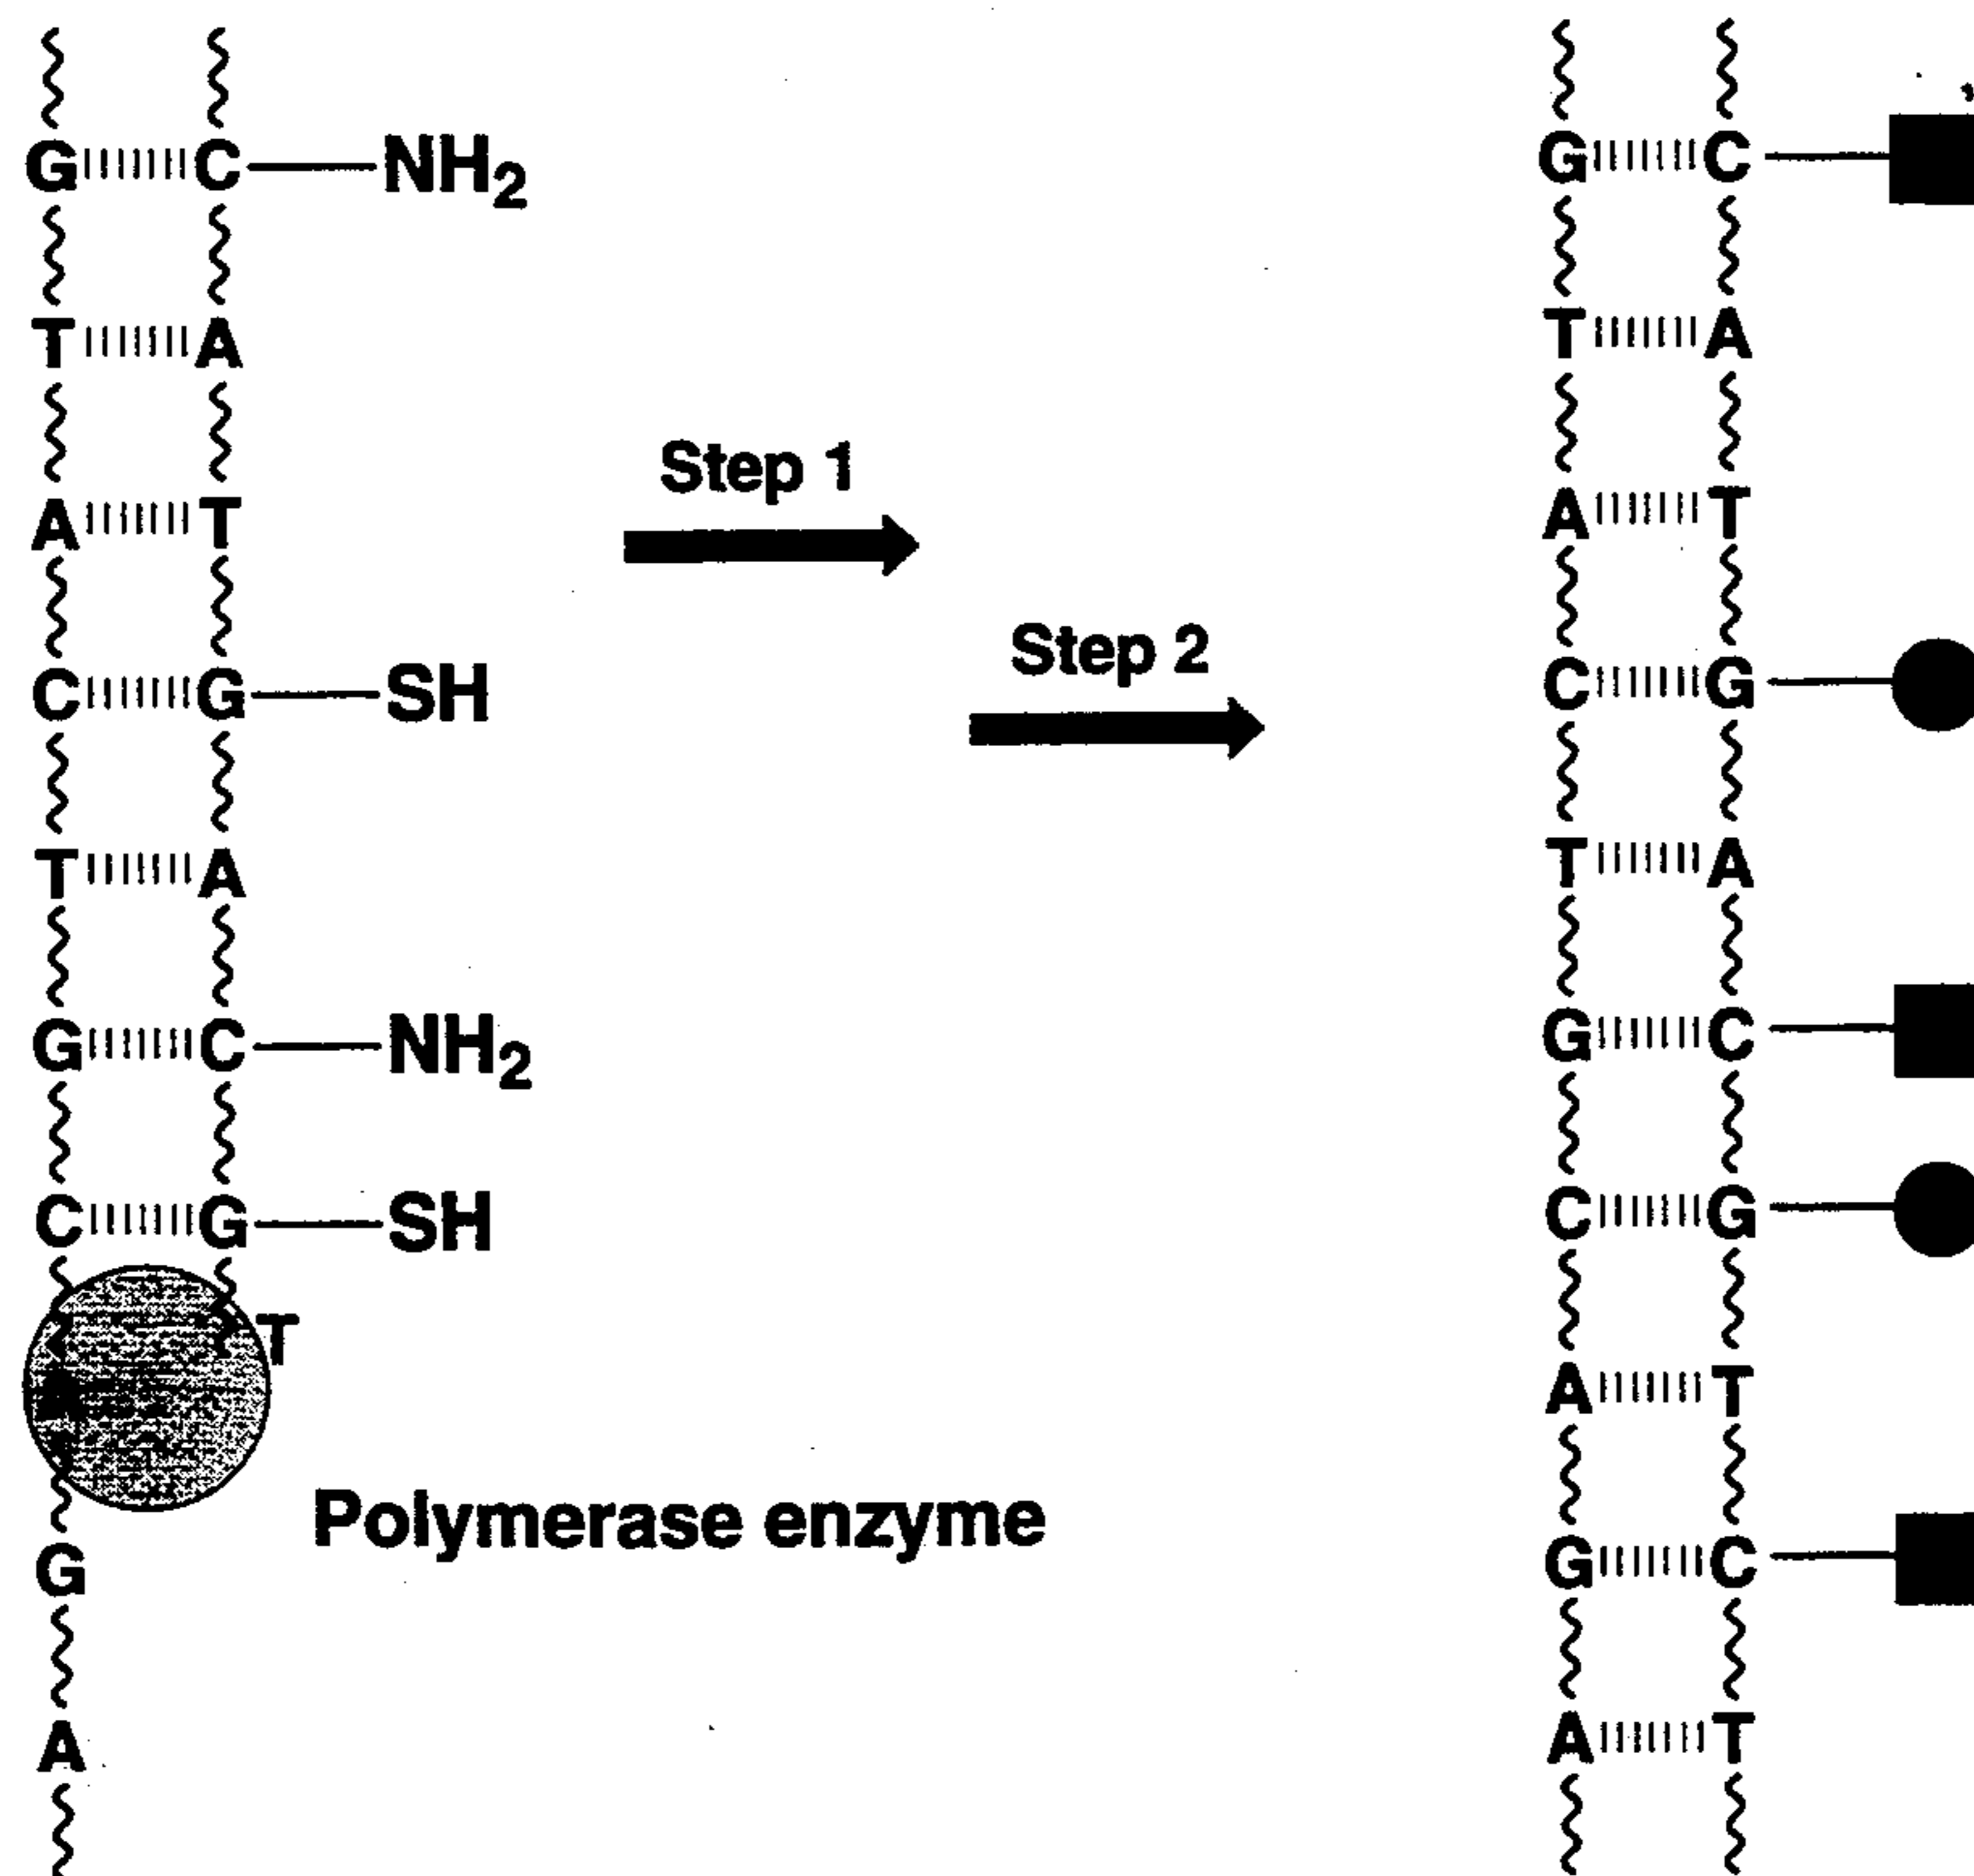 G C NH2 G C
T A T A
Step 1
A T A T
Step 2
C G SH C G
T A T A
G C NH2 G C
C G SH C G
T
A A T
Polymerase enzyme
G G C
A A T